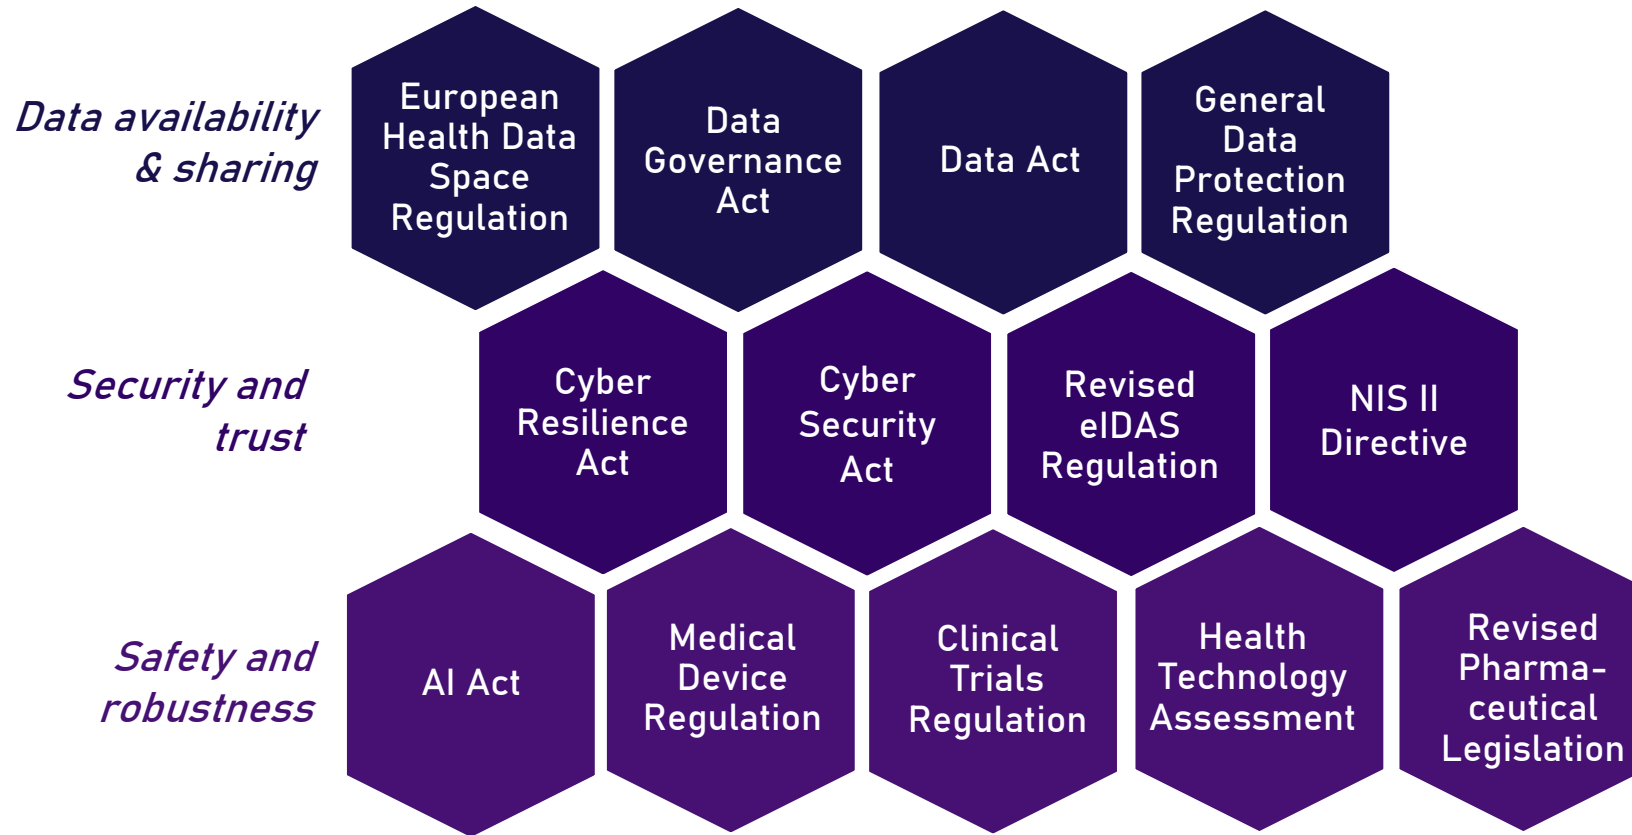 Data availability
& sharing
European
Health Data
Space
Regulation
Data
Governance
Act
Data Act
General
Data
Protection
Regulation
Security and
trust
Cyber
Resilience
Act
Cyber
Security
Act
Revised
eIDAS
Regulation
NIS II
Directive
Safety and
robustness
AI Act
Medical
Device
Regulation
Clinical
Trials
Regulation
Health
Technology
Assessment
Revised
Pharma-
ceutical
Legislation